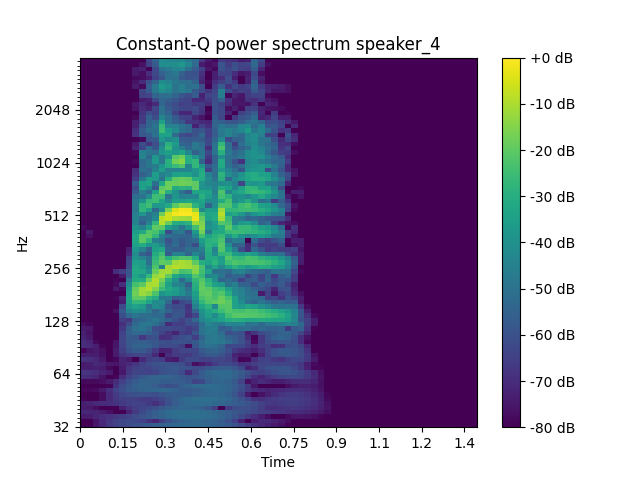 Constant-Q power spectrum speaker_4
Hz
2048
1024
512
256
128
64
32
0 0.15 0.3 0.45 0.6 0.75 0.9 1.1 1.2 1.4
Time
+0 dB
-10 dB
-20 dB
-30 dB
-40 dB
-50 dB
-60 dB
-70 dB
-80 dB